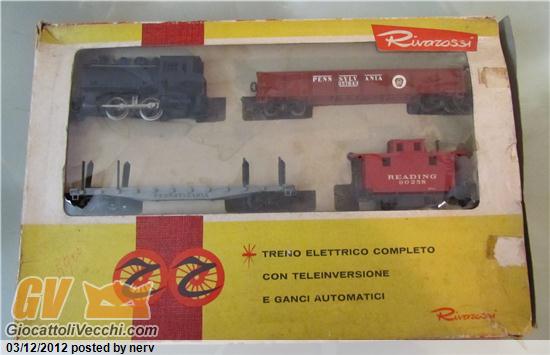 Rivarossi
PENNSYLVANIA
READING
90258
PENNSYLVANIA
TRENO ELETTRICO COMPLETO
CON TELEINVERSIONE
E GANCI AUTOMATICI
Rivarossi
GV
GiocattoliVecchi.com
03/12/2012 posted by nerv